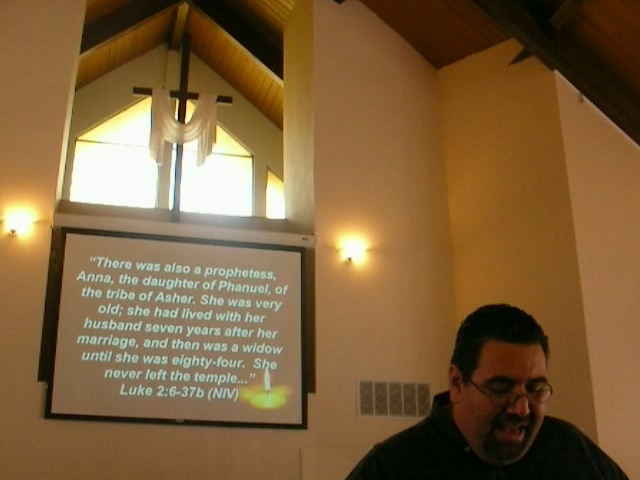 “There was also a prophetess,
Anna, the daughter of Phanuel, of
the tribe of Asher. She was very
old; she had lived with her
husband seven years after her
marriage, and then was a widow
until she was eighty-four. She
never left the temple...”
Luke 2:6-37b (NIV)